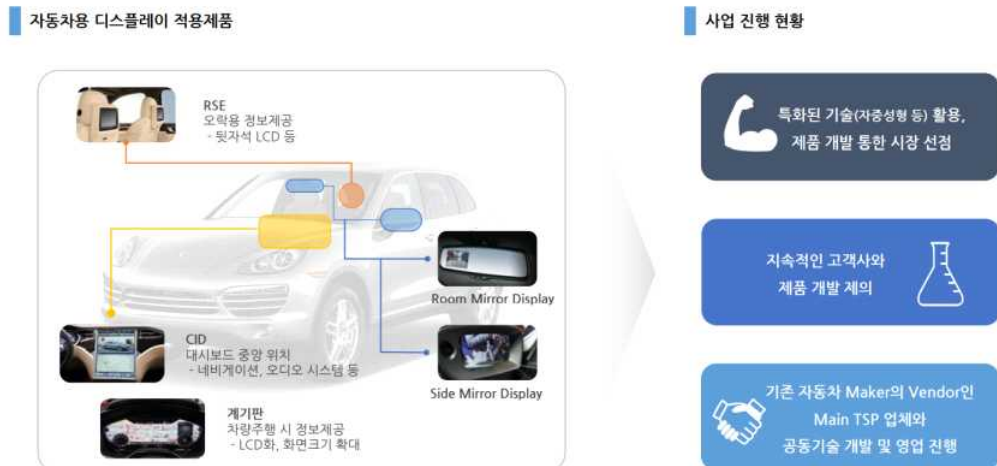 자동차용 디스플레이 적용제품
RSE
오락용 정보제공
- 뒷자석 LCD 등
Room Mirror Display
CID
대시보드 중앙 위치
- 네비게이션, 오디오 시스템 등
Side Mirror Display
계기판
차량주행 시 정보제공
- LCD화, 화면크기 확대
사업 진행 현황
특화된 기술(자중성형 등) 활용,
제품 개발 통한 시장 선점
지속적인 고객사와
제품 개발 제의
기존 자동차 Maker의 Vendor인
Main TSP 업체와
공동기술 개발 및 영업 진행